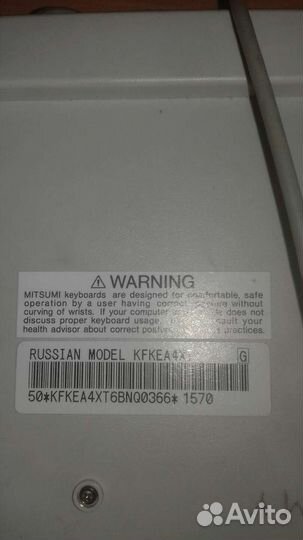 ⚠ WARNING
MITSUMI keyboards are designed for comfortable, safe
operation by a user having correct posture without
curving of wrists. If your computer does not
discuss proper keyboard usage, consult your
health advisor about correct posture
RUSSIAN MODEL KFKEA4X G
50*KFKEA4XT6BNQ0366* 1570
Avito